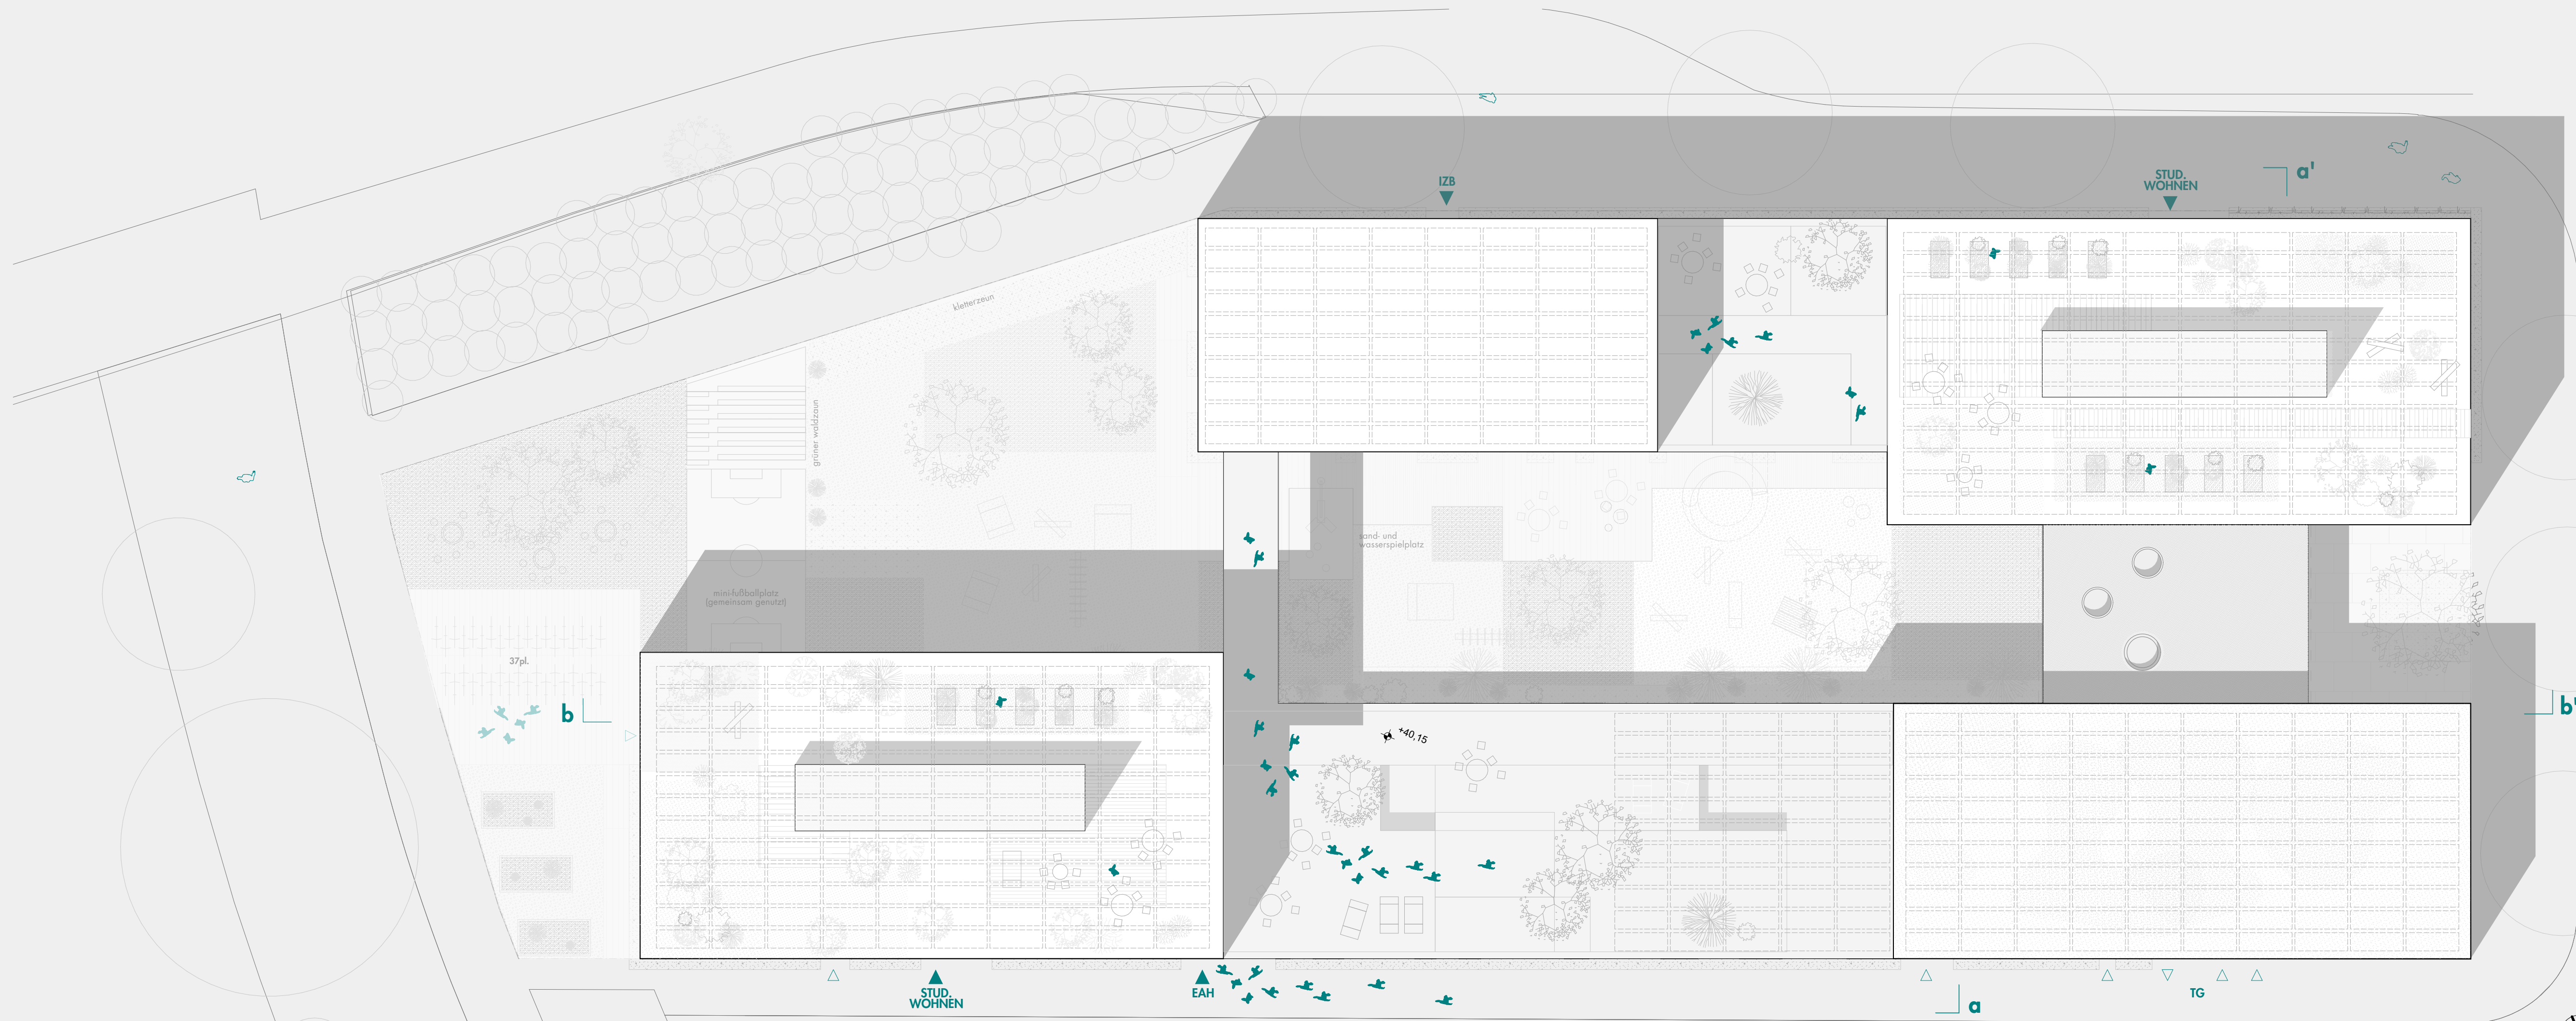 IZB
STUD.
WOHNEN
a'
kletterzeun
grüner waldzaun
sand- und
wasserspielplatz
mini-fußballplatz
(gemeinsam genutzt)
37pl.
b
b'
+40,15
STUD.
WOHNEN
EAH
TG
a